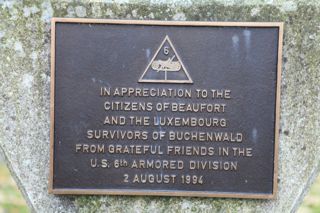 6
IN APPRECIATION TO THE
CITIZENS OF BEAUFORT
AND THE LUXEMBOURG
SURVIVORS OF BUCHENWALD
FROM GRATEFUL FRIENDS IN THE
U.S. 6th ARMORED DIVISION
2 AUGUST 1994